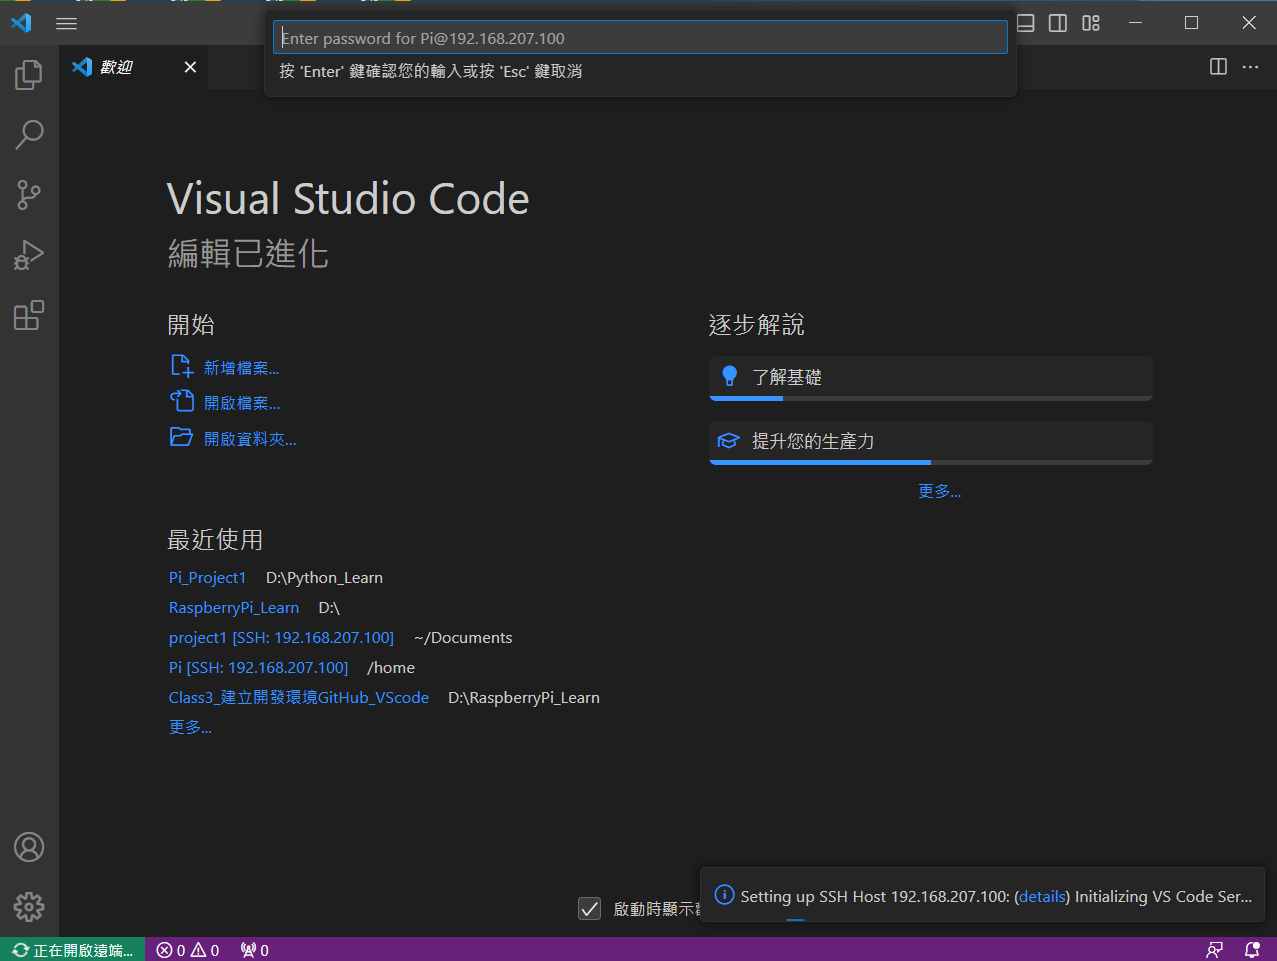 Enter password for Pi@192.168.207.100
按 'Enter' 鍵確認您的輸入或按 'Esc' 鍵取消
歡迎
Visual Studio Code
編輯已進化
開始
新增檔案...
開啟檔案...
開啟資料夾...
最近使用
Pi_Project1 D:\Python_Learn
RaspberryPi_Learn D:\
project1 [SSH: 192.168.207.100] ~/Documents
Pi [SSH: 192.168.207.100] /home
Class3_建立開發環境GitHub_VScode D:\RaspberryPi_Learn
更多...
逐步解說
了解基礎
提升您的生產力
更多...
啟動時顯示
Setting up SSH Host 192.168.207.100: (details) Initializing VS Code Ser...
正在開啟遠端... 0 0 0